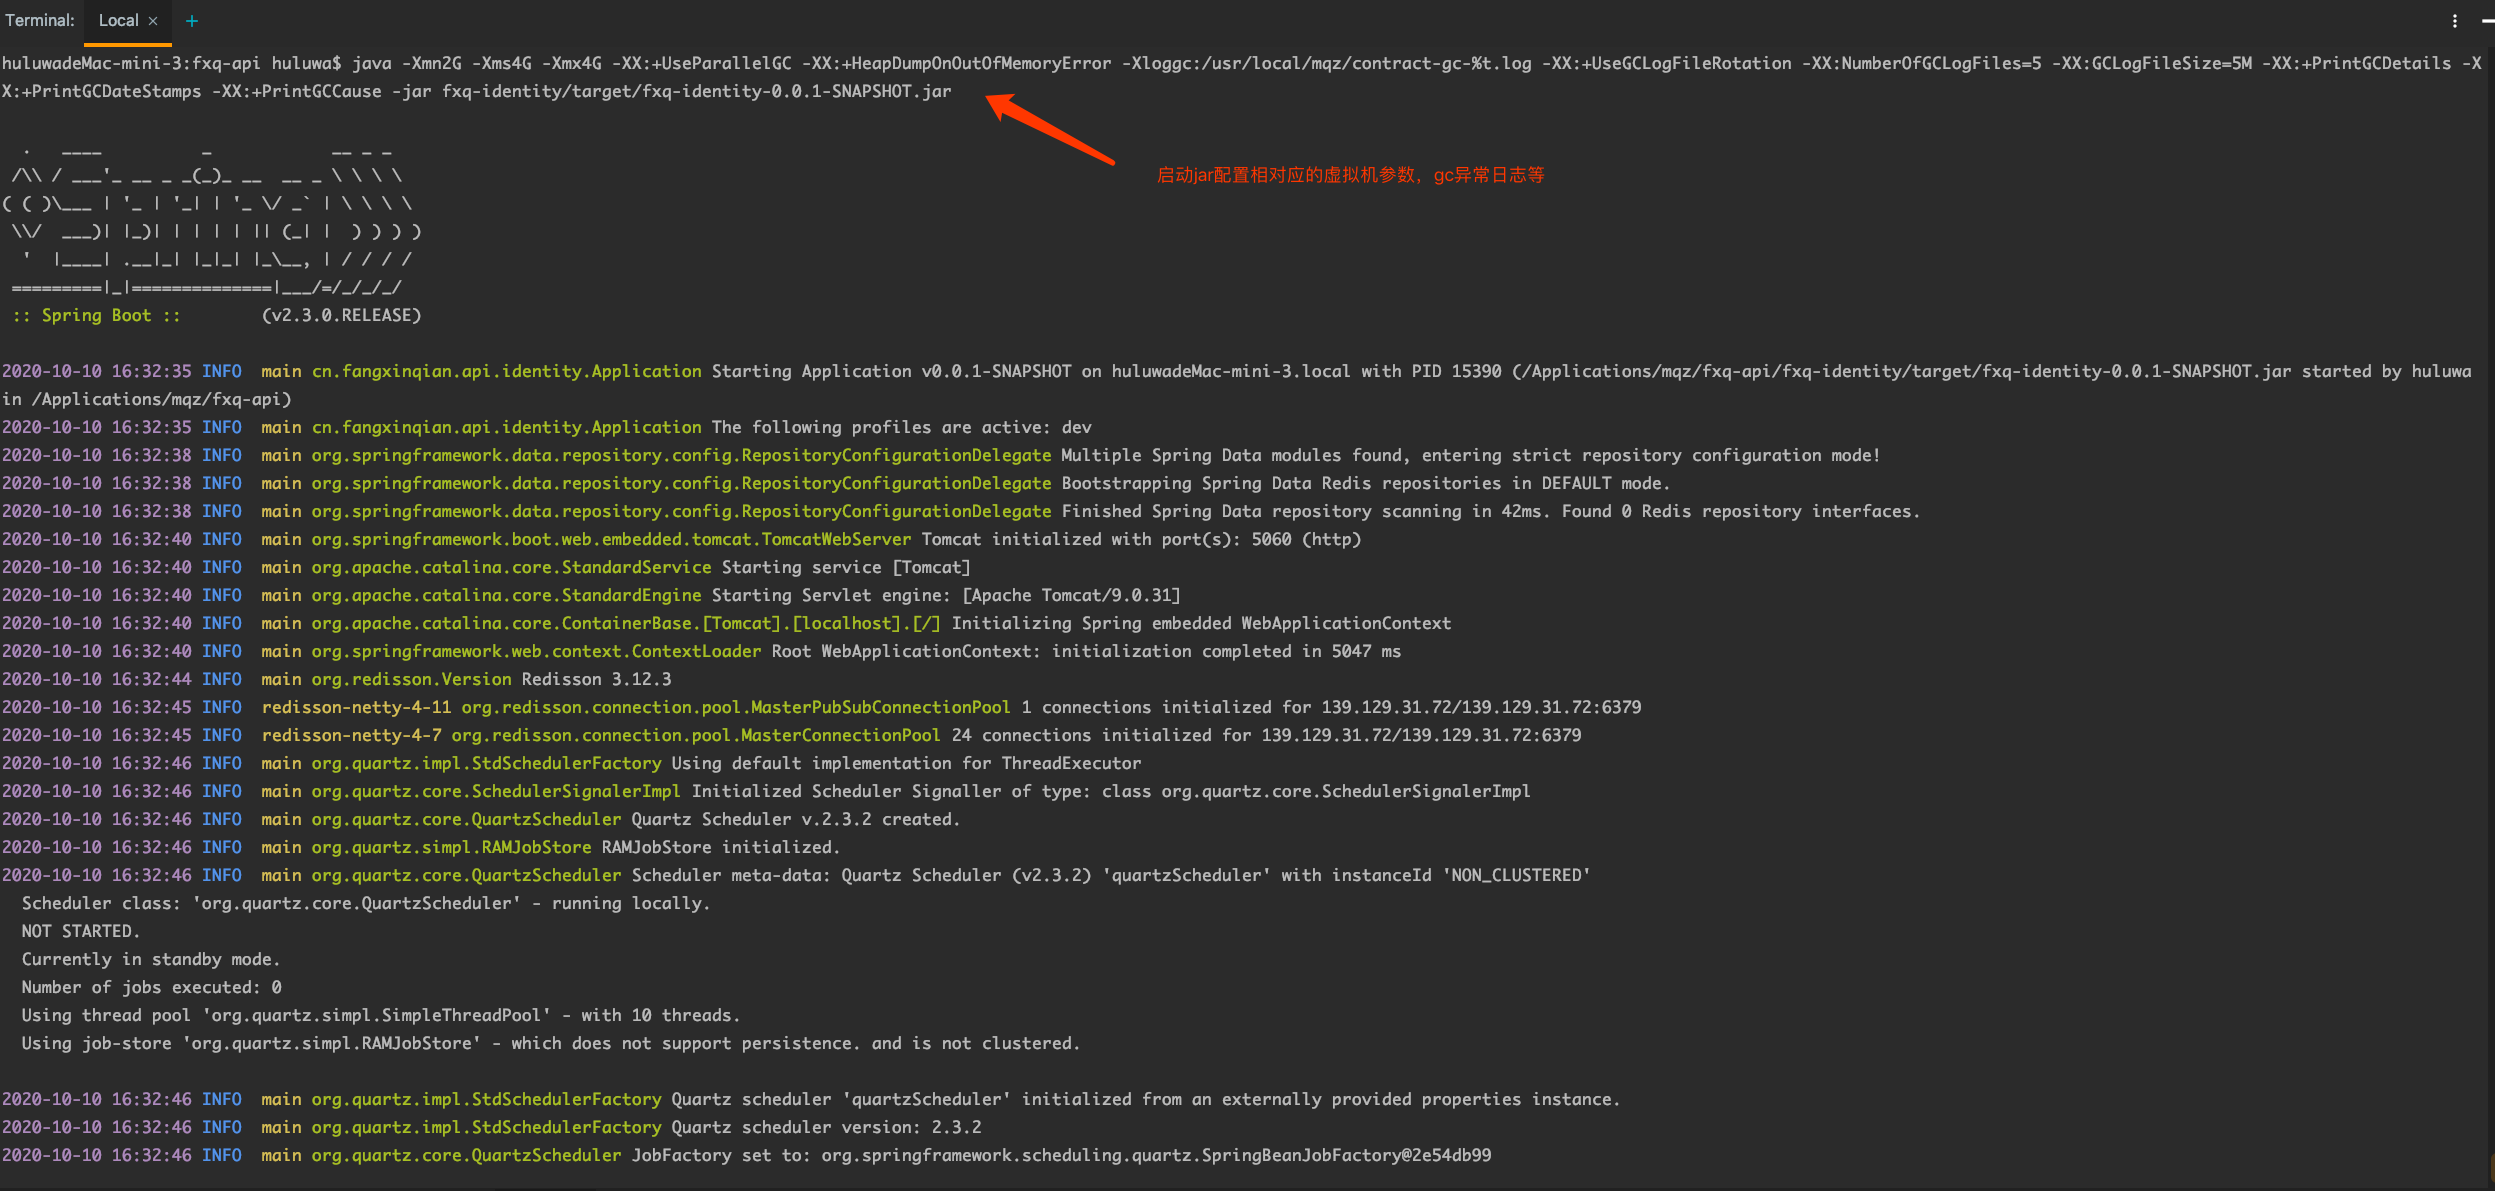 Terminal: Local × +
huluwadeMac-mini-3:fxq-api huluwa$ java -Xmn2G -Xms4G -Xmx4G -XX:+UseParallelGC -XX:+HeapDumpOnOutOfMemoryError -Xloggc:/usr/local/mqz/contract-gc-%t.log -XX:+UseGCLogFileRotation -XX:NumberOfGCLogFiles=5 -XX:GCLogFileSize=5M -XX:+PrintGCDetails -X
X:+PrintGCDateStamps -XX:+PrintGCCause -jar fxq-identity/target/fxq-identity-0.0.1-SNAPSHOT.jar
启动jar配置相对应的虚拟机参数，gc异常日志等
  .   ____          _            __ _ _
 /\\ / ___'_ __ _ _(_)_ __  __ _ \ \ \ \
( ( )\___ | '_ | '_| | '_ \/ _` | \ \ \ \
 \\/  ___)| |_)| | | | | || (_| |  ) ) ) )
  '  |____| .__|_| |_|_| |_\__, | / / / /
 =========|_|==============|___/=/_/_/_/
 :: Spring Boot ::        (v2.3.0.RELEASE)
2020-10-10 16:32:35 INFO  main cn.fangxinqian.api.identity.Application Starting Application v0.0.1-SNAPSHOT on huluwadeMac-mini-3.local with PID 15390 (/Applications/mqz/fxq-api/fxq-identity/target/fxq-identity-0.0.1-SNAPSHOT.jar started by huluwa
in /Applications/mqz/fxq-api)
2020-10-10 16:32:35 INFO  main cn.fangxinqian.api.identity.Application The following profiles are active: dev
2020-10-10 16:32:38 INFO  main org.springframework.data.repository.config.RepositoryConfigurationDelegate Multiple Spring Data modules found, entering strict repository configuration mode!
2020-10-10 16:32:38 INFO  main org.springframework.data.repository.config.RepositoryConfigurationDelegate Bootstrapping Spring Data Redis repositories in DEFAULT mode.
2020-10-10 16:32:38 INFO  main org.springframework.data.repository.config.RepositoryConfigurationDelegate Finished Spring Data repository scanning in 42ms. Found 0 Redis repository interfaces.
2020-10-10 16:32:40 INFO  main org.springframework.boot.web.embedded.tomcat.TomcatWebServer Tomcat initialized with port(s): 5060 (http)
2020-10-10 16:32:40 INFO  main org.apache.catalina.core.StandardService Starting service [Tomcat]
2020-10-10 16:32:40 INFO  main org.apache.catalina.core.StandardEngine Starting Servlet engine: [Apache Tomcat/9.0.31]
2020-10-10 16:32:40 INFO  main org.apache.catalina.core.ContainerBase.[Tomcat].[localhost].[/] Initializing Spring embedded WebApplicationContext
2020-10-10 16:32:40 INFO  main org.springframework.web.context.ContextLoader Root WebApplicationContext: initialization completed in 5047 ms
2020-10-10 16:32:44 INFO  main org.redisson.Version Redisson 3.12.3
2020-10-10 16:32:45 INFO  redisson-netty-4-11 org.redisson.connection.pool.MasterPubSubConnectionPool 1 connections initialized for 139.129.31.72/139.129.31.72:6379
2020-10-10 16:32:45 INFO  redisson-netty-4-7 org.redisson.connection.pool.MasterConnectionPool 24 connections initialized for 139.129.31.72/139.129.31.72:6379
2020-10-10 16:32:46 INFO  main org.quartz.impl.StdSchedulerFactory Using default implementation for ThreadExecutor
2020-10-10 16:32:46 INFO  main org.quartz.core.SchedulerSignalerImpl Initialized Scheduler Signaller of type: class org.quartz.core.SchedulerSignalerImpl
2020-10-10 16:32:46 INFO  main org.quartz.core.QuartzScheduler Quartz Scheduler v.2.3.2 created.
2020-10-10 16:32:46 INFO  main org.quartz.simpl.RAMJobStore RAMJobStore initialized.
2020-10-10 16:32:46 INFO  main org.quartz.core.QuartzScheduler Scheduler meta-data: Quartz Scheduler (v2.3.2) 'quartzScheduler' with instanceId 'NON_CLUSTERED'
  Scheduler class: 'org.quartz.core.QuartzScheduler' - running locally.
  NOT STARTED.
  Currently in standby mode.
  Number of jobs executed: 0
  Using thread pool 'org.quartz.simpl.SimpleThreadPool' - with 10 threads.
  Using job-store 'org.quartz.simpl.RAMJobStore' - which does not support persistence. and is not clustered.
2020-10-10 16:32:46 INFO  main org.quartz.impl.StdSchedulerFactory Quartz scheduler 'quartzScheduler' initialized from an externally provided properties instance.
2020-10-10 16:32:46 INFO  main org.quartz.impl.StdSchedulerFactory Quartz scheduler version: 2.3.2
2020-10-10 16:32:46 INFO  main org.quartz.core.QuartzScheduler JobFactory set to: org.springframework.scheduling.quartz.SpringBeanJobFactory@2e54db99